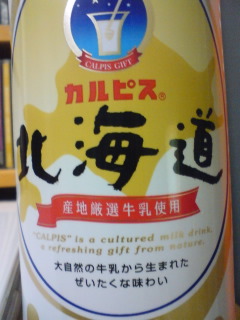 CALPIS GIFT
カルピス®
北海道
産地厳選牛乳使用
"CALPIS" is a cultured milk drink,
a refreshing gift from nature.
大自然の牛乳から生まれた
ぜいたくな味わい